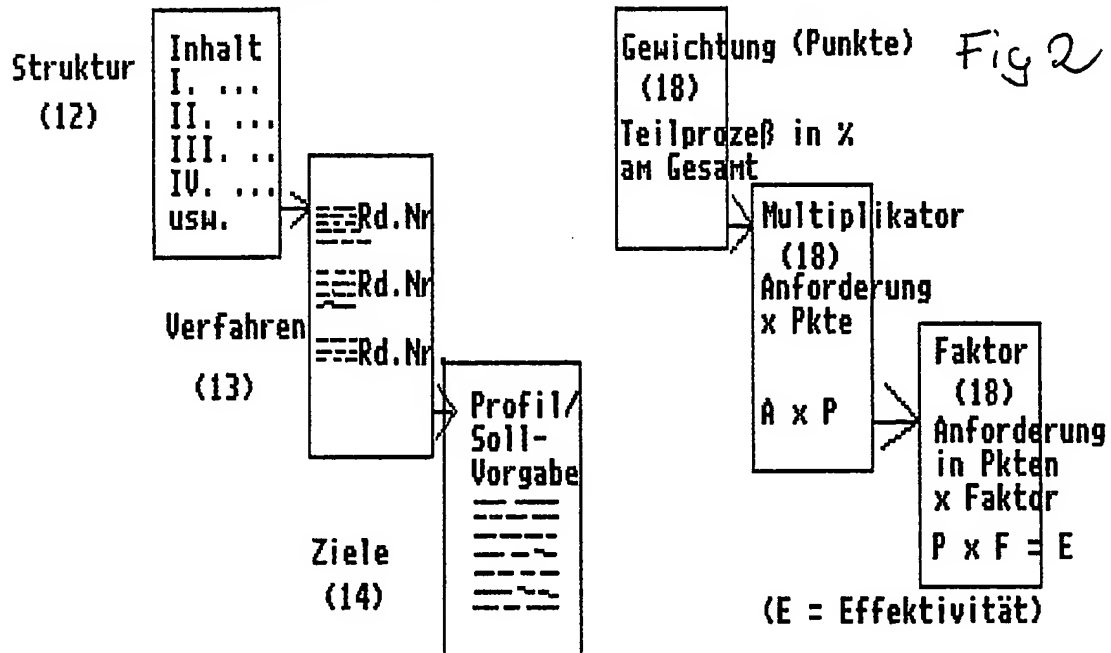 Fig 2
Struktur
(12)
Inhalt
I. ...
II. ...
III. ..
IV. ...
usw.
Verfahren
(13)
Rd.Nr
Rd.Nr
Rd.Nr
Ziele
(14)
Profil/
Soll-
Vorgabe
Gewichtung (Punkte)
(18)
Teilprozeß in %
am Gesamt
Multiplikator
(18)
Anforderung
x Pkte
A x P
Faktor
(18)
Anforderung
in Pkten
x Faktor
P x F = E
(E = Effektivität)